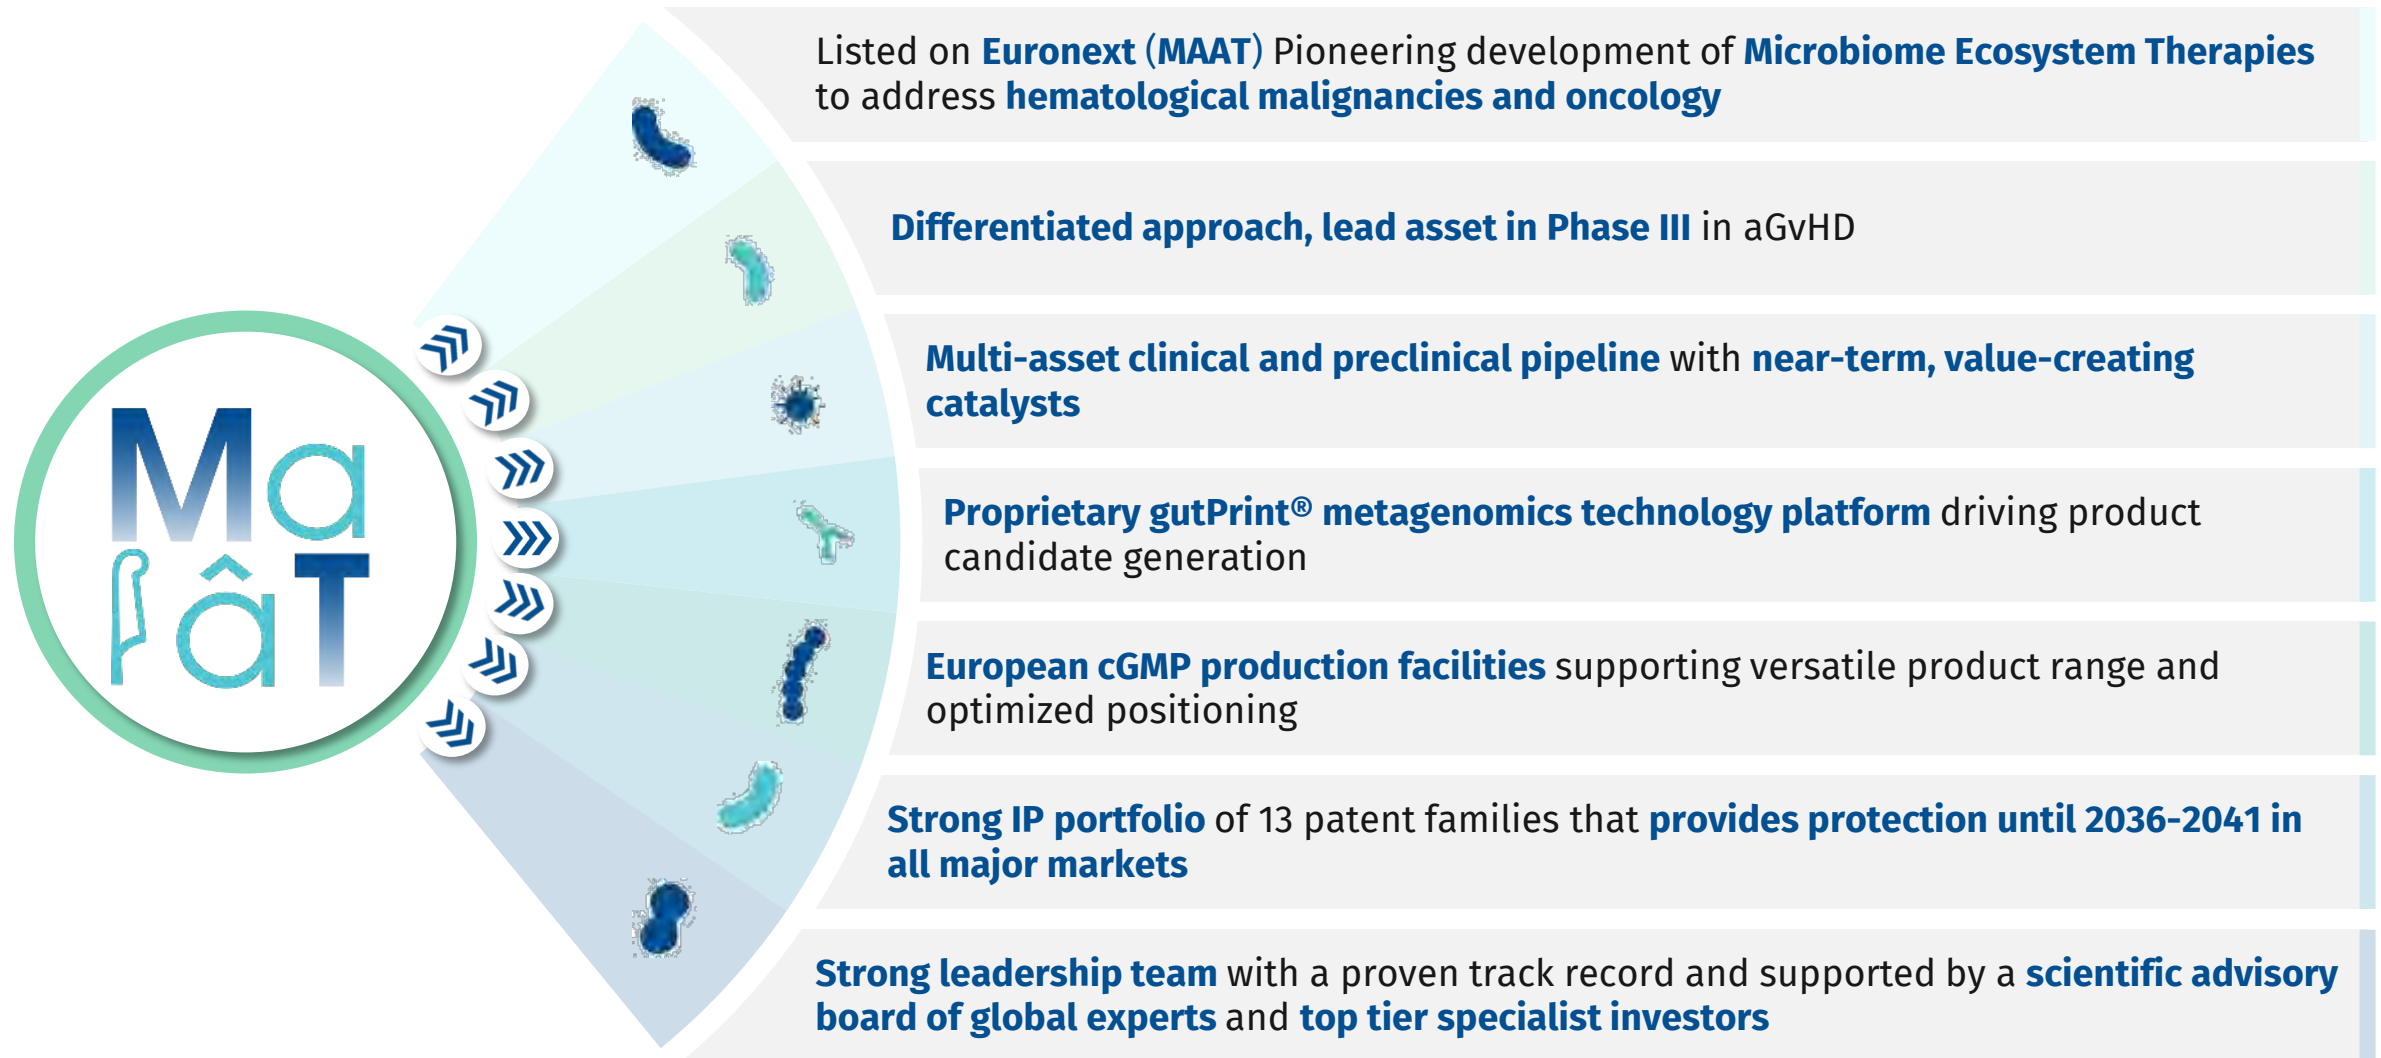 Ma
âT
Listed on Euronext (MAAT) Pioneering development of Microbiome Ecosystem Therapies
to address hematological malignancies and oncology
Differentiated approach, lead asset in Phase III in aGvHD
Multi-asset clinical and preclinical pipeline with near-term, value-creating
catalysts
Proprietary gutPrint® metagenomics technology platform driving product
candidate generation
European cGMP production facilities supporting versatile product range and
optimized positioning
Strong IP portfolio of 13 patent families that provides protection until 2036-2041 in
all major markets
Strong leadership team with a proven track record and supported by a scientific advisory
board of global experts and top tier specialist investors